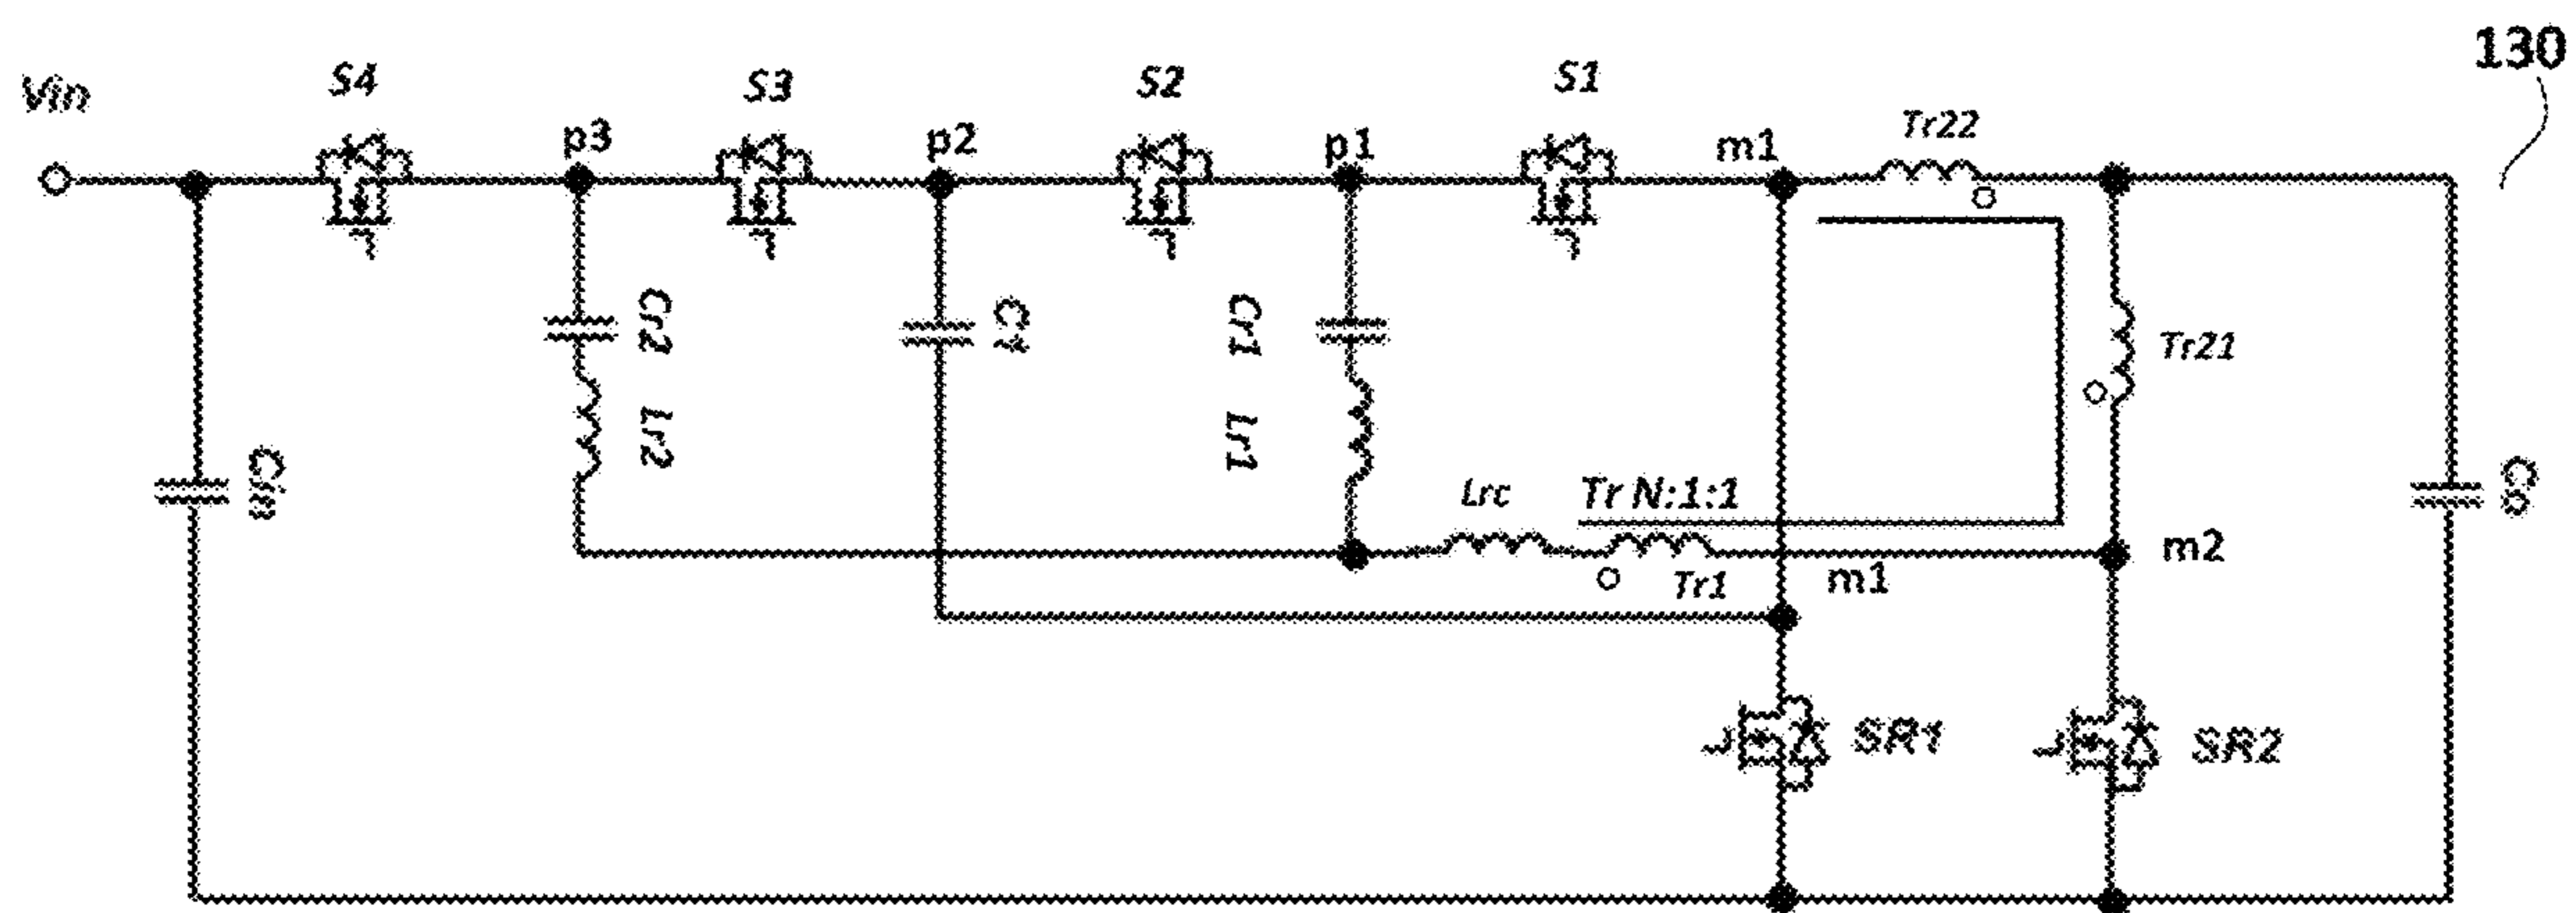 130
Vin
S4
S3
S2
S1
p3
p2
p1
m1
Tr22
Cr2
Lr2
Cr1
Lr1
Tr21
Cin
Lrc
Tr N:1:1
Tr1
m1
m2
Co
SR1
SR2